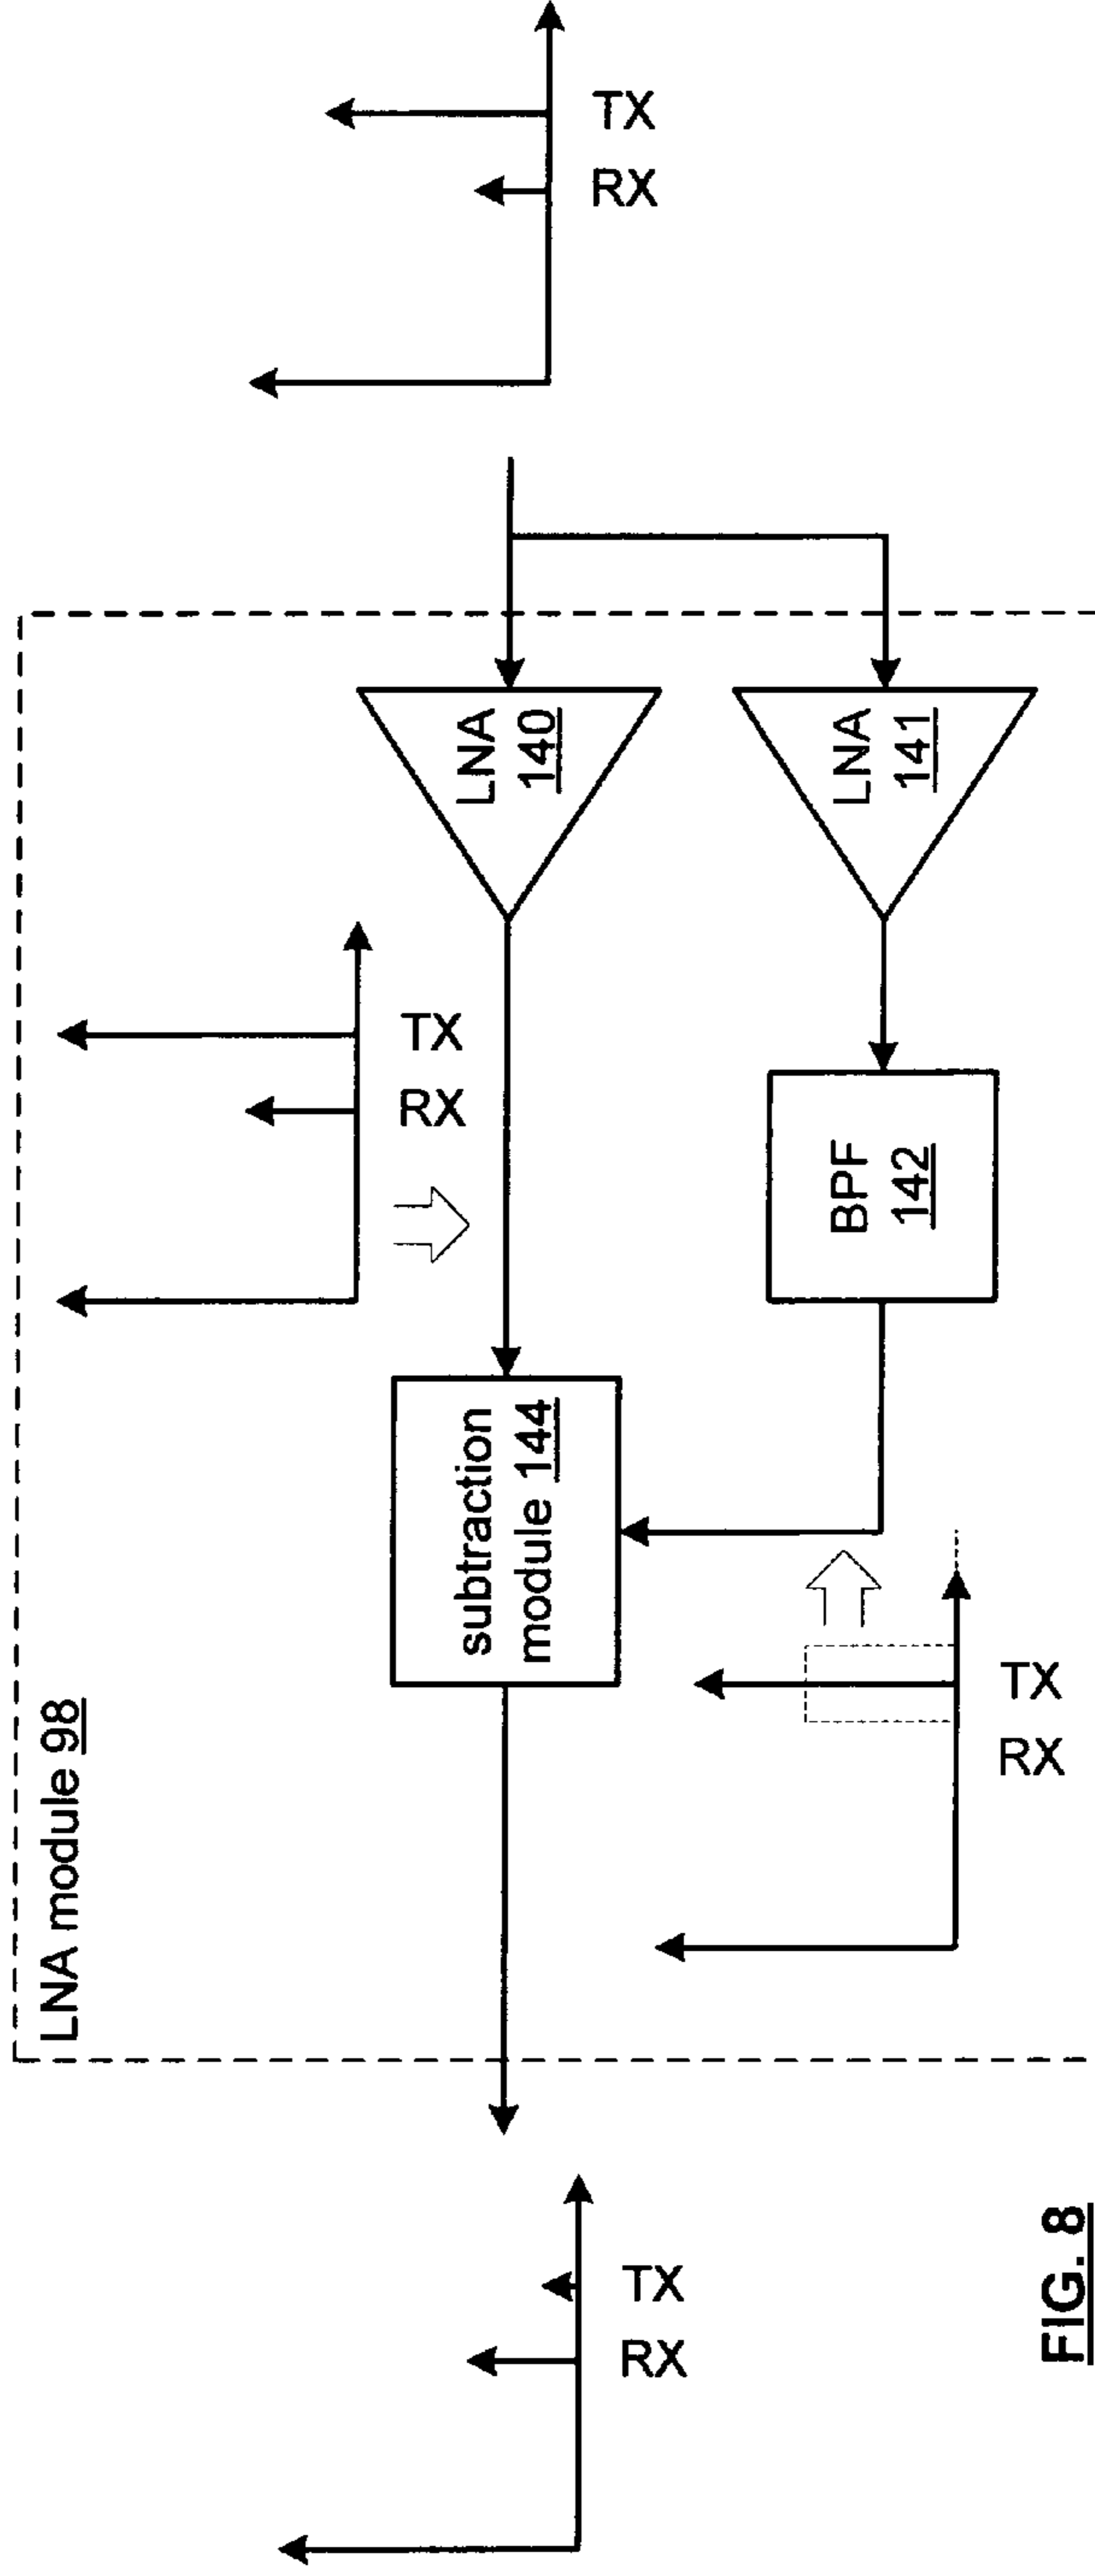 LNA module 98
TX
RX
LNA
140
LNA
141
TX
RX
BPF
142
subtraction
module 144
TX
RX
TX
RX
FIG. 8